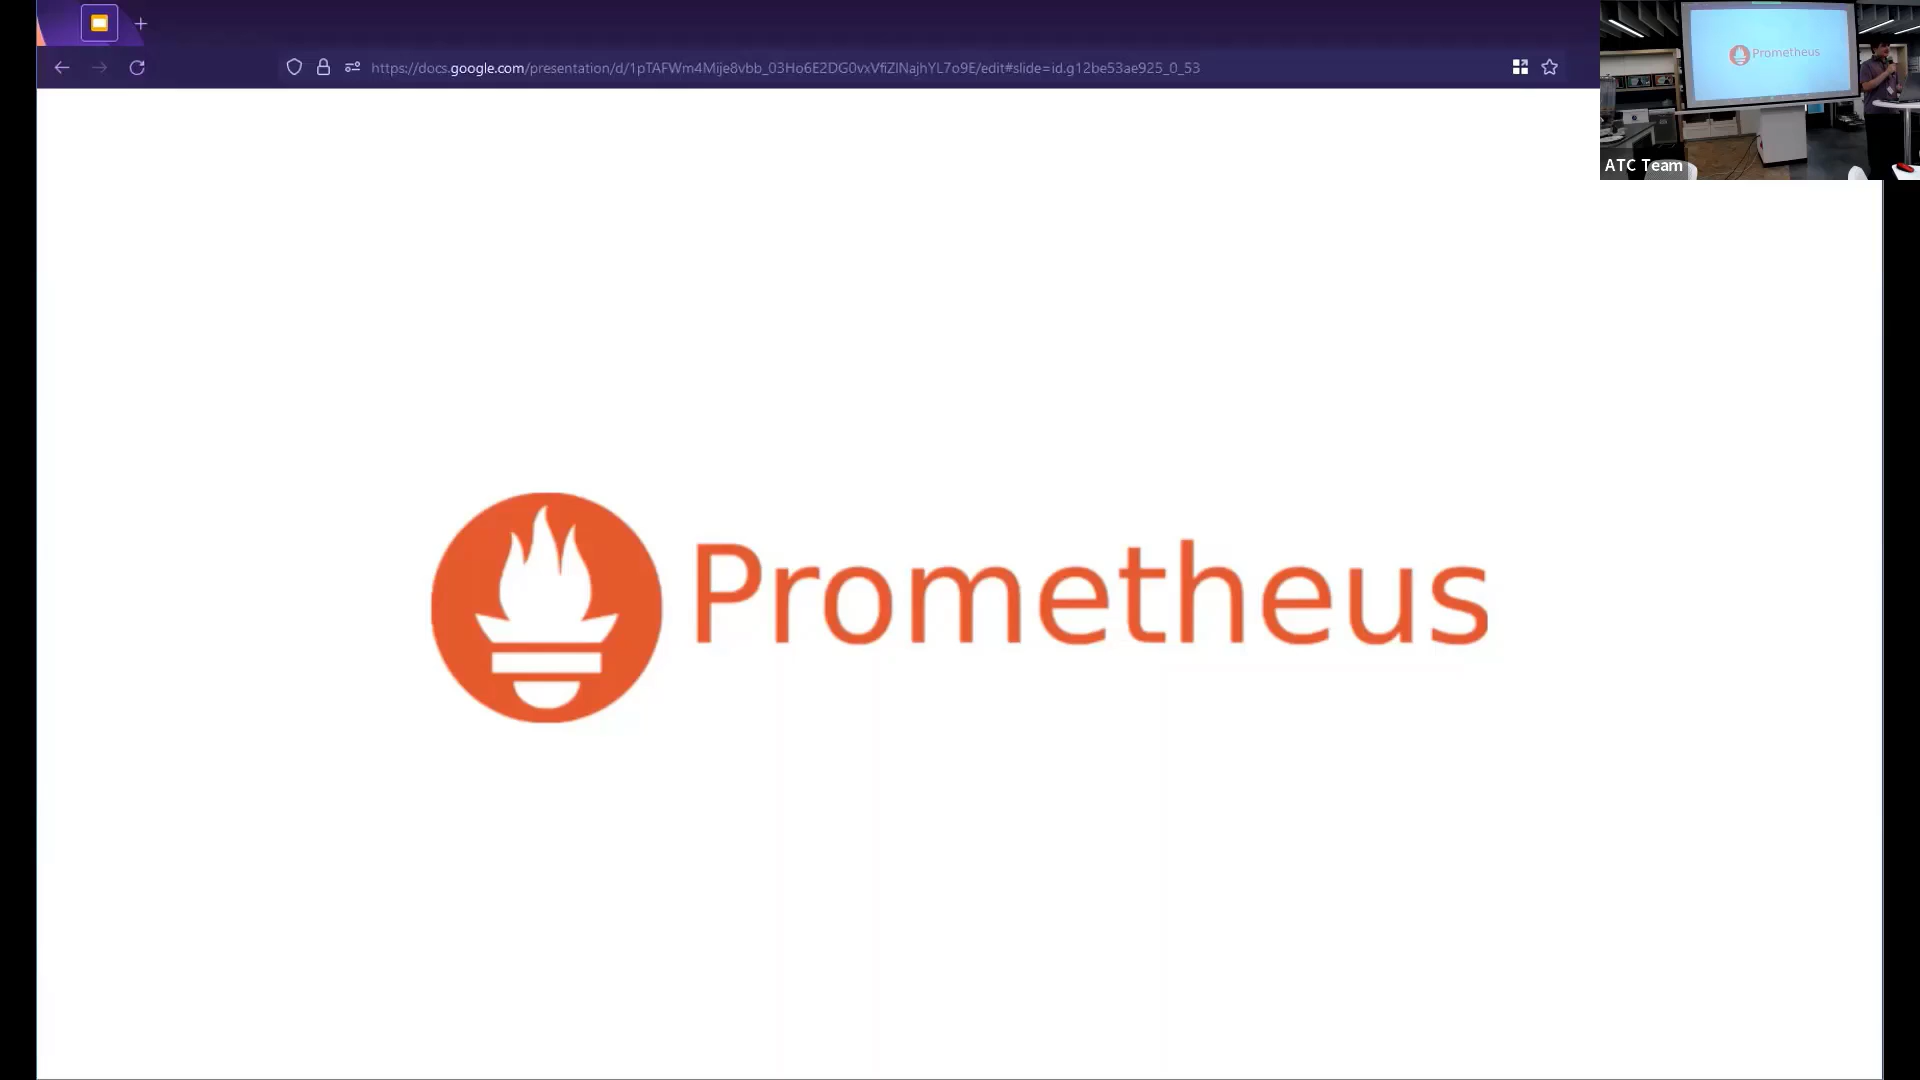 https://docs.google.com/presentation/d/1pTAFWm4Mije8vbb_03Ho6E2DG0vxVfiZlNajhYL7o9E/edit#slide=id.g12be53ae925_0_53
Prometheus
ATC Team
Prometheus